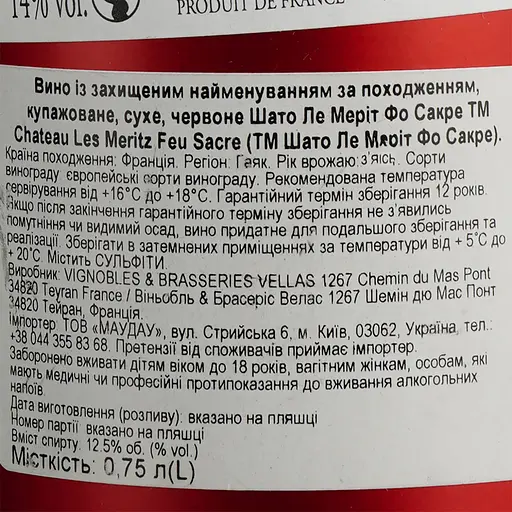 14% vol.
PRODUIT DE FRANCE
Вино із захищеним найменуванням за походженням,
купажоване, сухе, червоне Шато Ле Меріт Фо Сакре ТМ
Chateau Les Meritz Feu Sacre (ТМ Шато Ле Меріт Фо Сакре).
Країна походження: Франція. Регіон: Рік врожаю: Сорти
винограду: європейські сорти винограду. Рекомендована температура
сервірування від +16°С до +18°С. Гарантійний термін зберігання 12 років.
Якщо після закінчення гарантійного терміну зберігання не з'явились
помутніння чи видимий осад, вино придатне для подальшого зберігання та
реалізації. Зберігати в затемнених приміщеннях за температури від + 5°С до
+ 20°С. Містить СУЛЬФІТИ.
Виробник: VIGNOBLES & BRASSERIES VELLAS 1267 Chemin du Mas Pont
34820 Teyran France / Віньобль & Брасеріс Велас 1267 Шемін дю Мас Понт
34820 Тейран, Франція.
Імпортер: ТОВ «МАУДАУ», вул. Стрийська 6, м. Київ, 03062, Україна, тел.:
+38 044 355 83 68. Претензії від споживачів приймає імпортер.
Заборонено вживати дітям віком до 18 років, вагітним жінкам, особам, які
мають медичні чи професійні протипоказання до вживання алкогольних
напоїв.
Дата виготовлення (розливу): вказано на пляшці
Номер партії: вказано на пляшці
Вміст спирту: 12.5% об. (% vol.)
Місткість: 0,75 л(L)